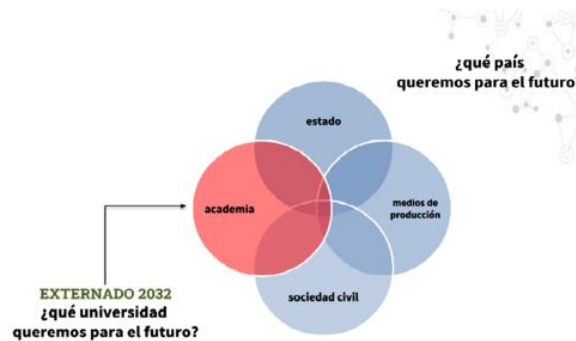 ¿qué país
queremos para el futuro
estado
academia
medios de
producción
sociedad civil
EXTERNADO 2032
¿qué universidad
queremos para el futuro?